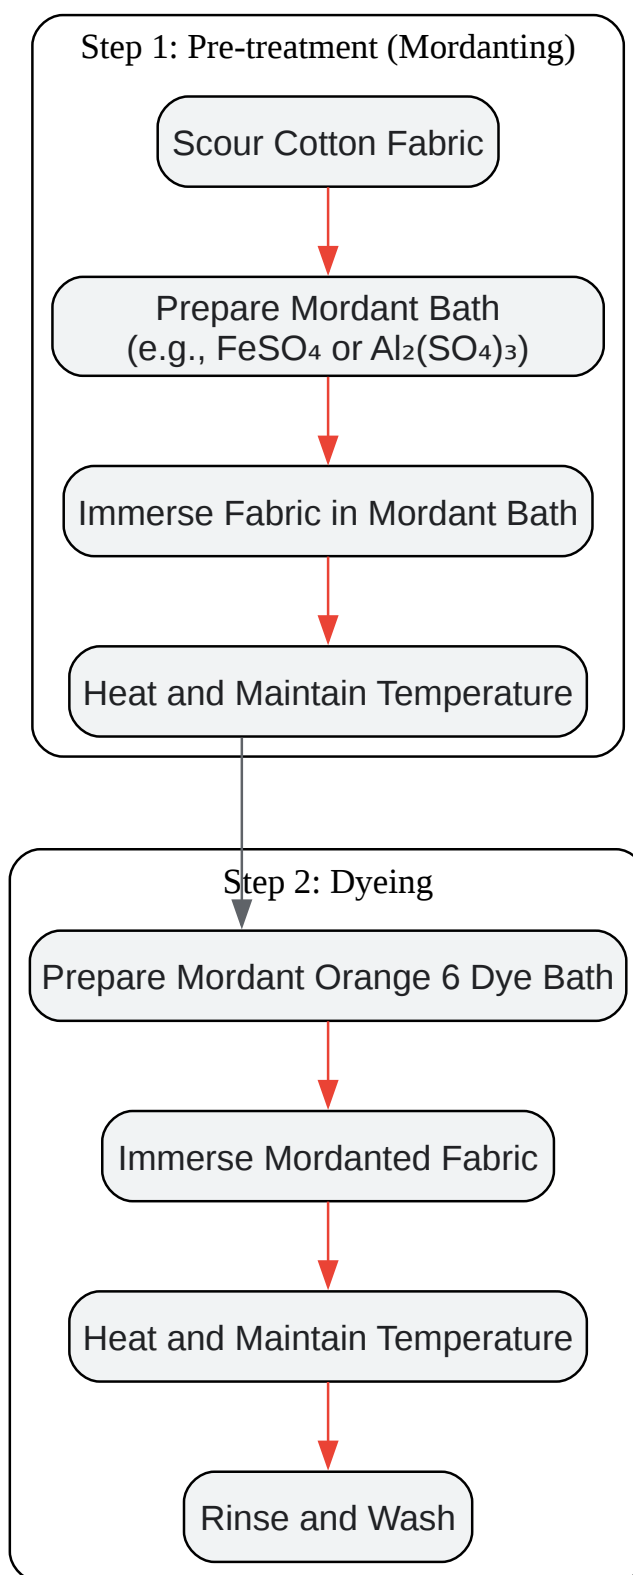 Step 1: Pre-treatment (Mordanting)
Scour Cotton Fabric
Prepare Mordant Bath
(e.g., FeSO₄ or Al₂(SO₄)₃)
Immerse Fabric in Mordant Bath
Heat and Maintain Temperature
Step 2: Dyeing
Prepare Mordant Orange 6 Dye Bath
Immerse Mordanted Fabric
Heat and Maintain Temperature
Rinse and Wash